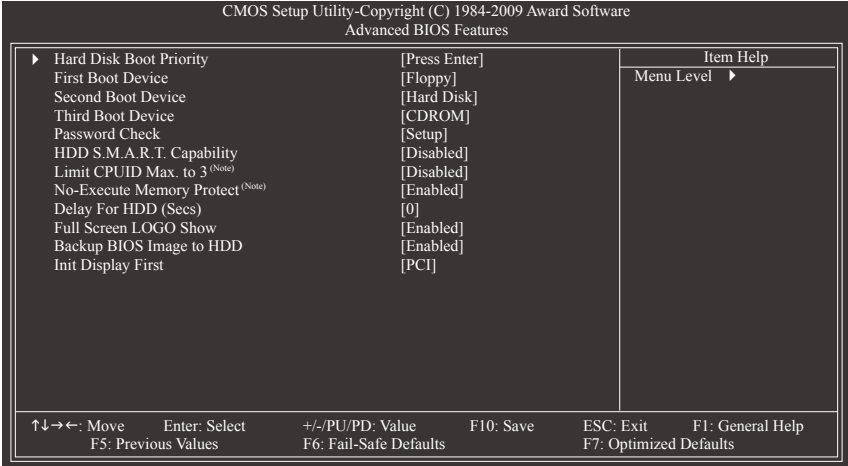 CMOS Setup Utility-Copyright (C) 1984-2009 Award Software
Advanced BIOS Features
▶ Hard Disk Boot Priority [Press Enter]
First Boot Device [Floppy]
Second Boot Device [Hard Disk]
Third Boot Device [CDROM]
Password Check [Setup]
HDD S.M.A.R.T. Capability [Disabled]
Limit CPUID Max. to 3 (Note) [Disabled]
No-Execute Memory Protect (Note) [Enabled]
Delay For HDD (Secs) [0]
Full Screen LOGO Show [Enabled]
Backup BIOS Image to HDD [Enabled]
Init Display First [PCI]
Item Help
Menu Level ▶
↑↓→←: Move Enter: Select +/-/PU/PD: Value F10: Save ESC: Exit F1: General Help
F5: Previous Values F6: Fail-Safe Defaults F7: Optimized Defaults